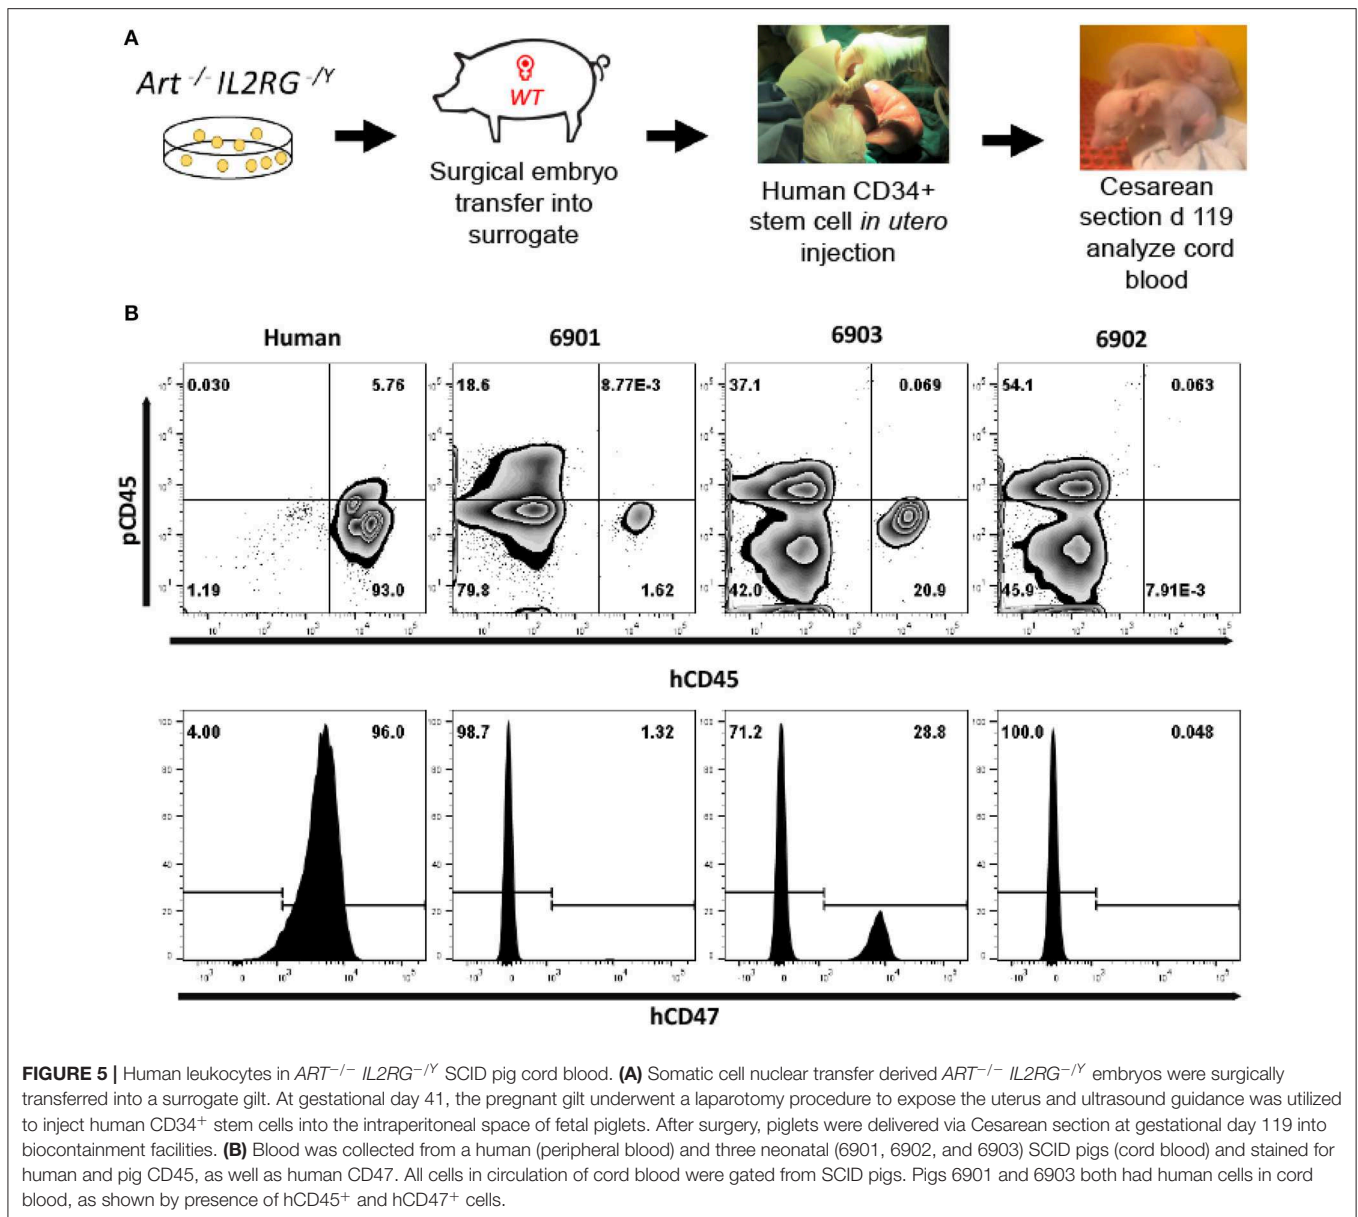 A
Art -/- IL2RG -/Y
WT
Surgical embryo
transfer into
surrogate
Human CD34+
stem cell in utero
injection
Cesarean
section d 119
analyze cord
blood
B
Human
6901
6903
6902
pCD45
0.030
5.76
1.19
93.0
18.6
8.77E-3
79.8
1.62
37.1
0.069
42.0
20.9
54.1
0.063
45.9
7.91E-3
hCD45
4.00
96.0
98.7
1.32
71.2
28.8
100.0
0.048
hCD47
FIGURE 5 | Human leukocytes in ART−/− IL2RG−/Y SCID pig cord blood. (A) Somatic cell nuclear transfer derived ART−/− IL2RG−/Y embryos were surgically
transferred into a surrogate gilt. At gestational day 41, the pregnant gilt underwent a laparotomy procedure to expose the uterus and ultrasound guidance was utilized
to inject human CD34+ stem cells into the intraperitoneal space of fetal piglets. After surgery, piglets were delivered via Cesarean section at gestational day 119 into
biocontainment facilities. (B) Blood was collected from a human (peripheral blood) and three neonatal (6901, 6902, and 6903) SCID pigs (cord blood) and stained for
human and pig CD45, as well as human CD47. All cells in circulation of cord blood were gated from SCID pigs. Pigs 6901 and 6903 both had human cells in cord
blood, as shown by presence of hCD45+ and hCD47+ cells.